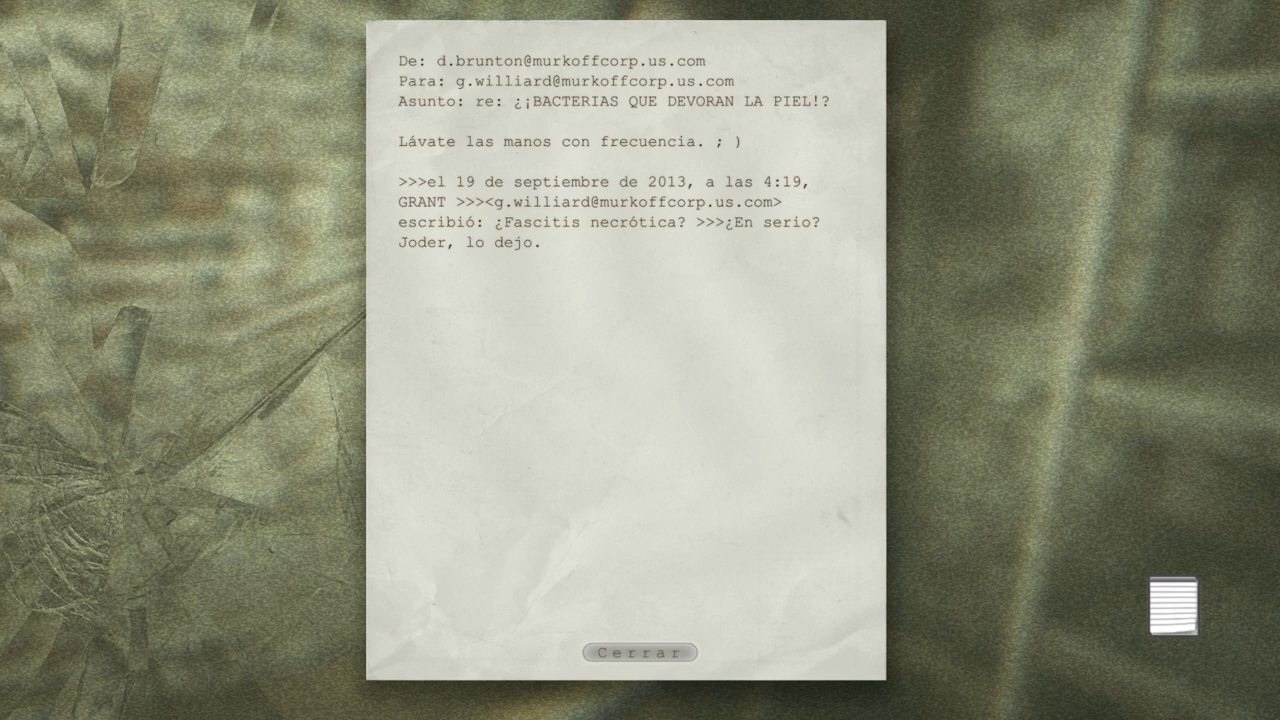 De: d.brunton@murkoffcorp.us.com
Para: g.williard@murkoffcorp.us.com
Asunto: re: ¿¡BACTERIAS QUE DEVORAN LA PIEL!?
Lávate las manos con frecuencia. ; )
>>>el 19 de septiembre de 2013, a las 4:19,
GRANT >>><g.williard@murkoffcorp.us.com>
escribió: ¿Fascitis necrótica? >>>¿En serio?
Joder, lo dejo.
Cerrar